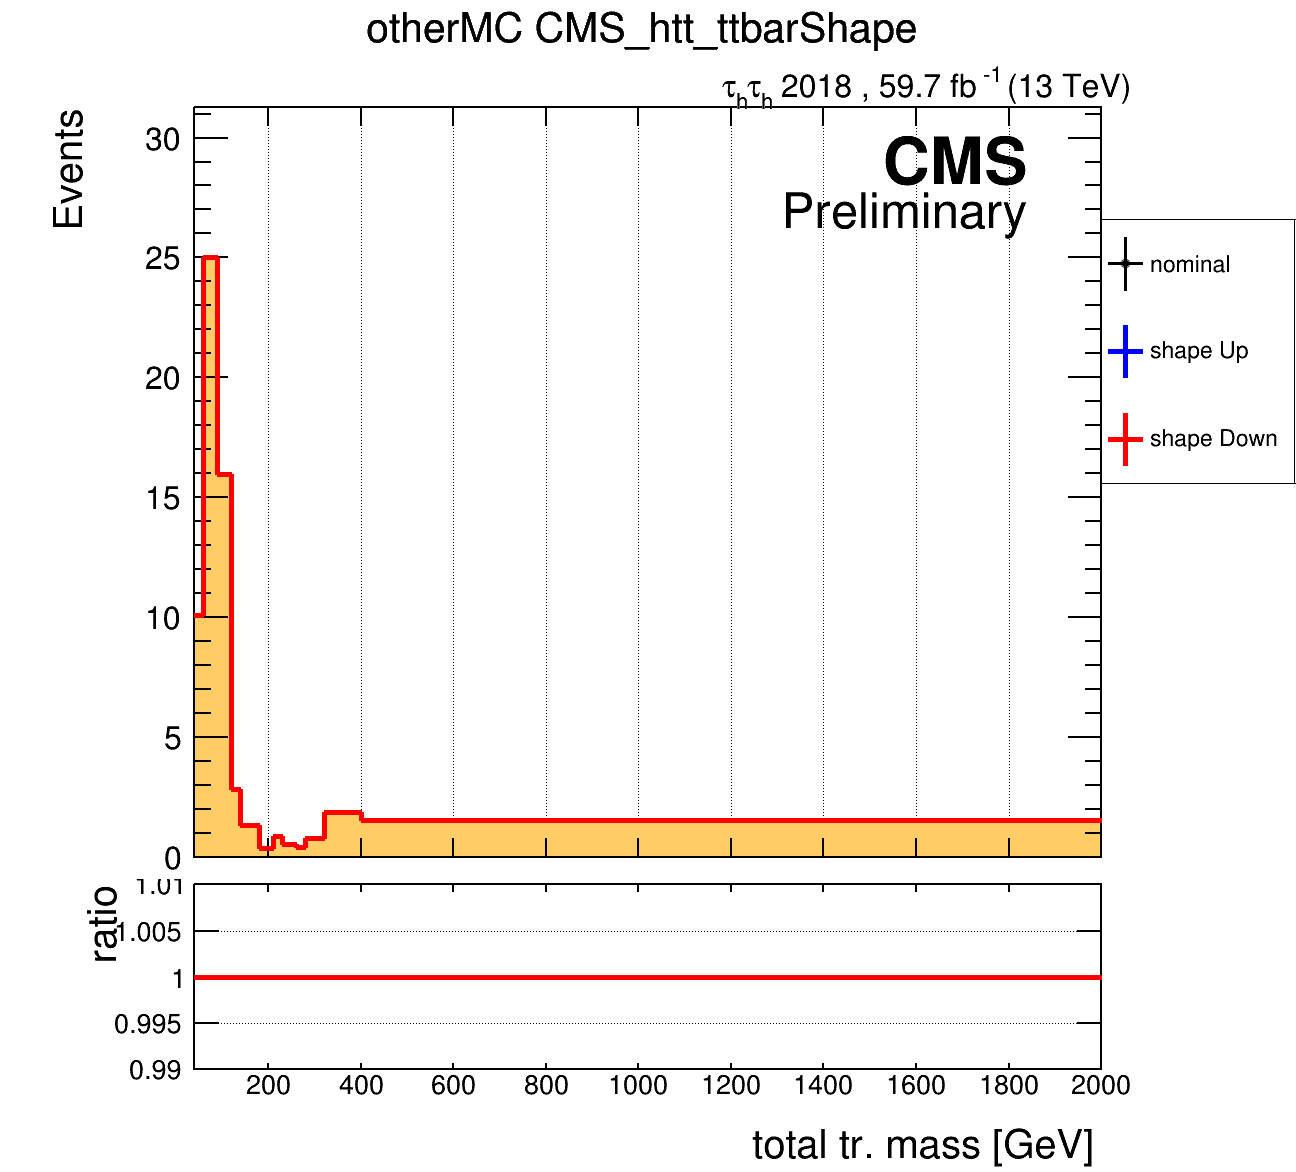 otherMC CMS_htt_ttbarShape
τhτh 2018 , 59.7 fb-1 (13 TeV)
Events
30
25
20
15
10
5
0
CMS
Preliminary
nominal
shape Up
shape Down
ratio
1.01
1.005
1
0.995
0.99
200 400 600 800 1000 1200 1400 1600 1800 2000
total tr. mass [GeV]